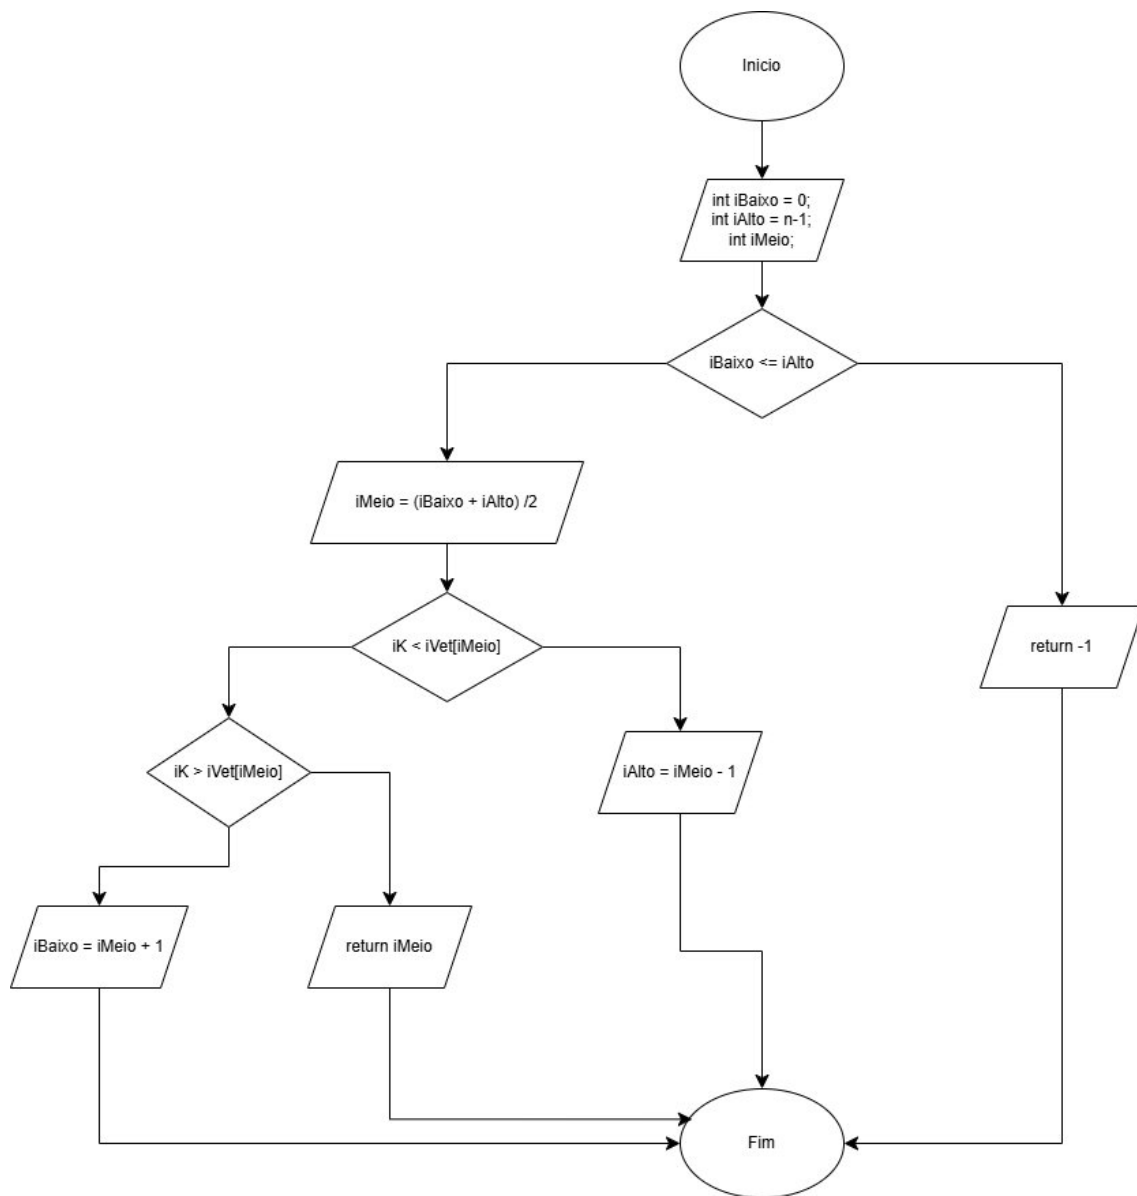 Inicio
int iBaixo = 0;
int iAlto = n-1;
int iMeio;
iBaixo <= iAlto
iMeio = (iBaixo + iAlto) /2
iK < iVet[iMeio]
return -1
iK > iVet[iMeio]
iAlto = iMeio - 1
iBaixo = iMeio + 1
return iMeio
Fim